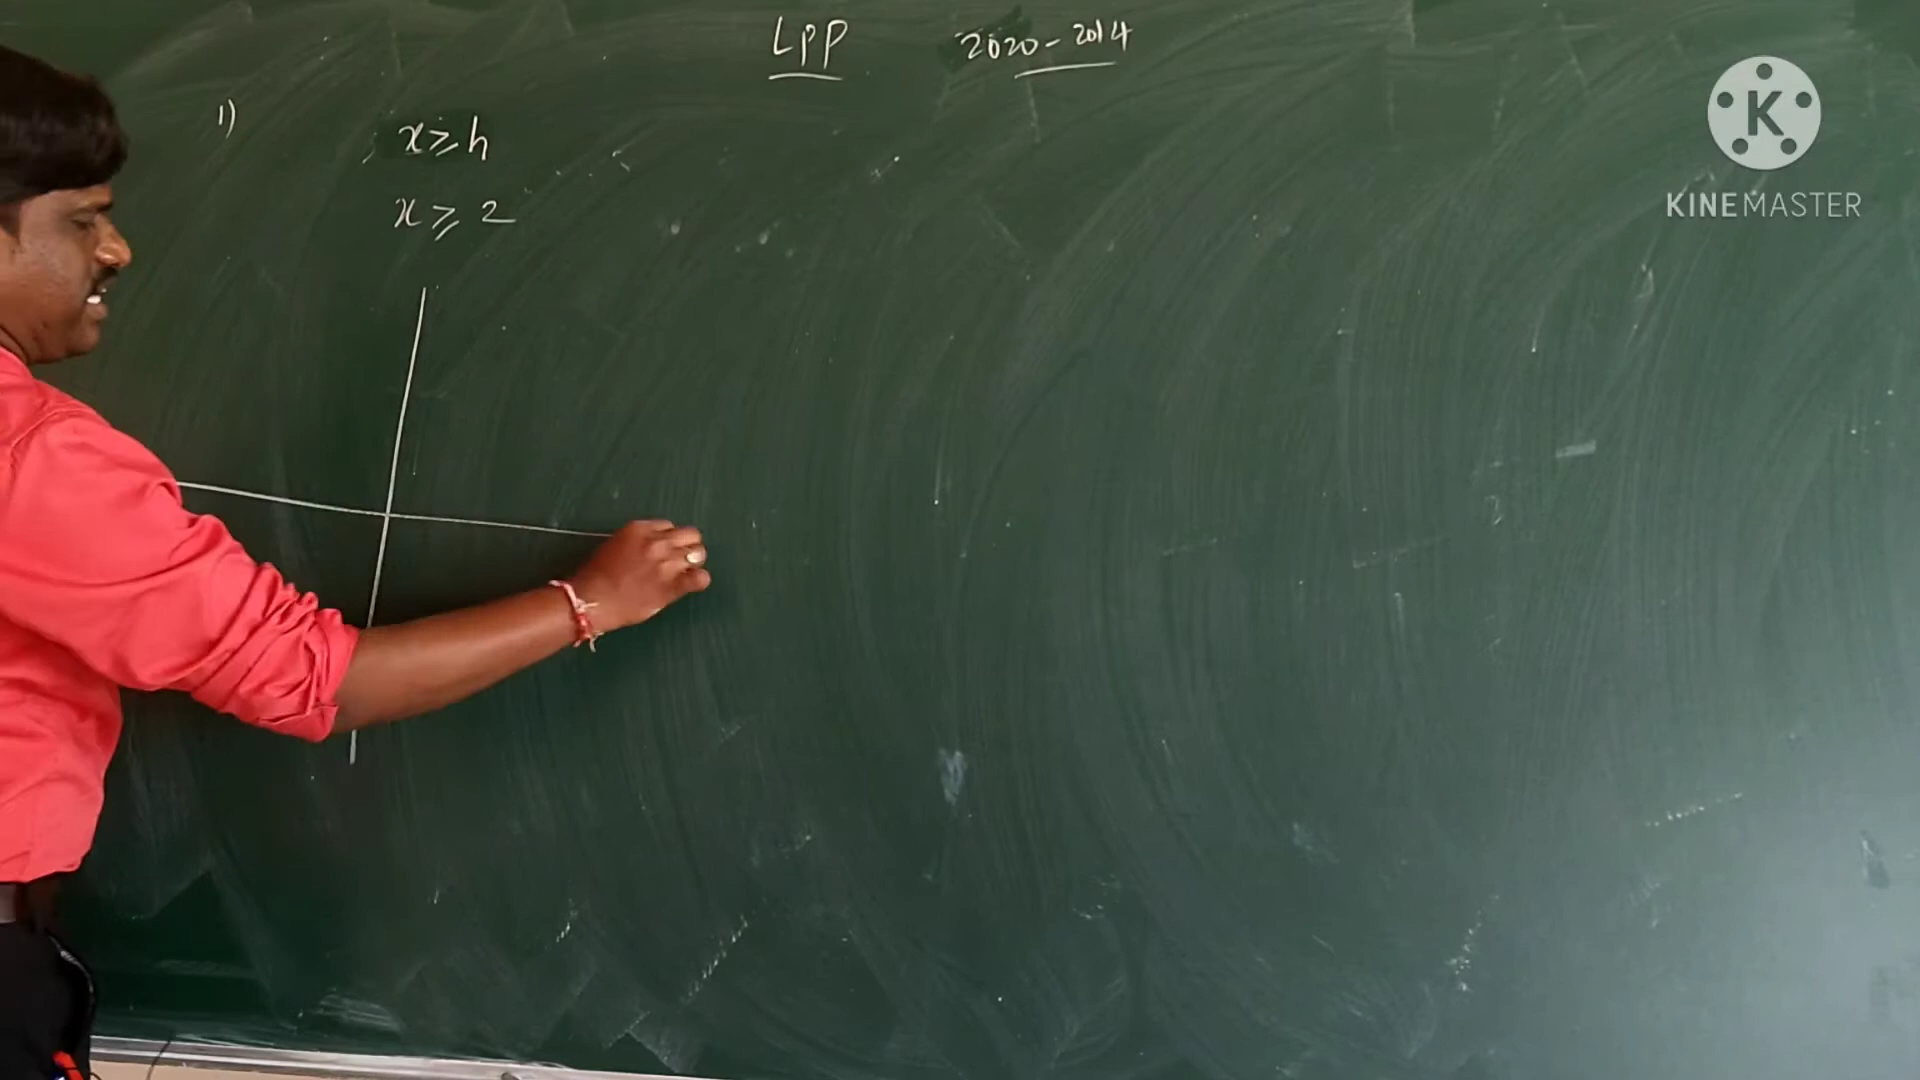 LPP 2020-2014
1) x ≥ h
x ≥ 2
K
KINEMASTER